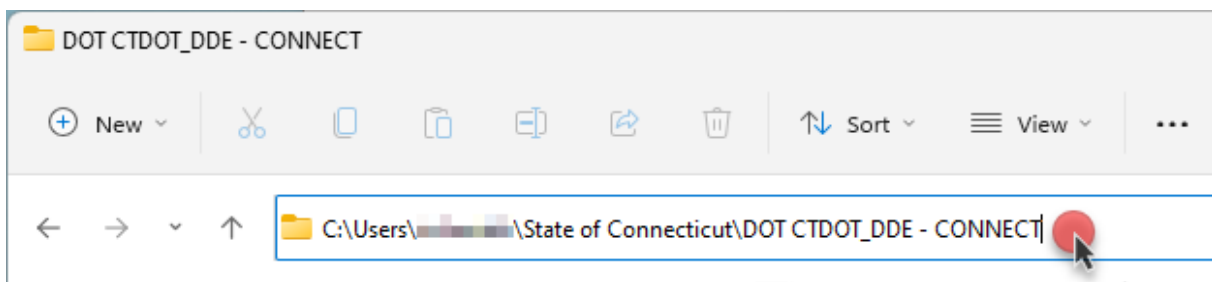 DOT CTDOT_DDE - CONNECT
New Sort View
C:\Users\ \State of Connecticut\DOT CTDOT_DDE - CONNECT